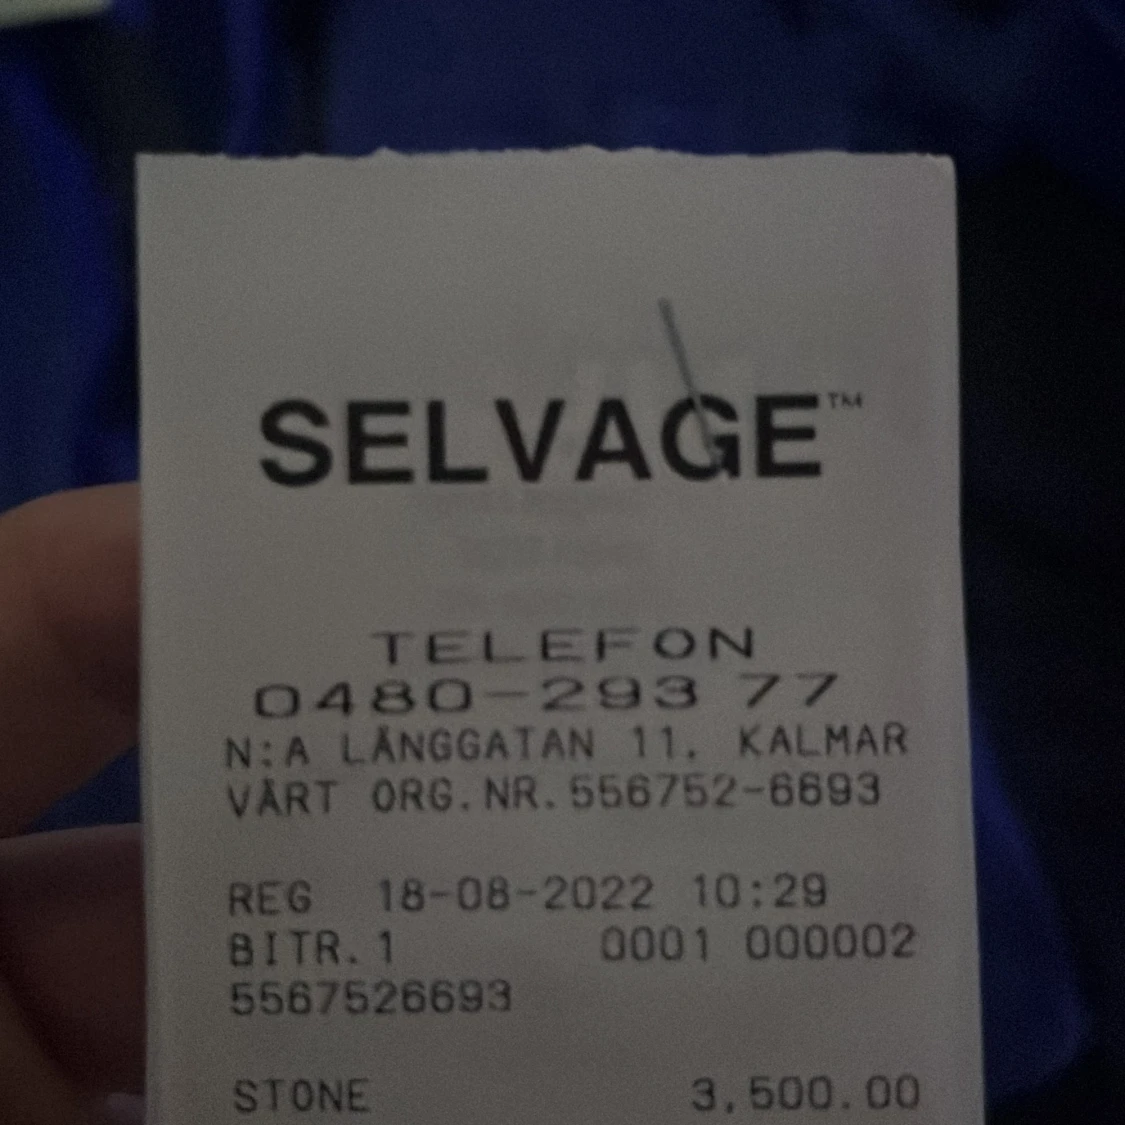 SELVAGE™
TELEFON
0480-293 77
N:A LÅNGGATAN 11. KALMAR
VÅRT ORG.NR.556752-6693
REG 18-08-2022 10:29
BITR.1 0001 000002
5567526693
STONE 3,500.00